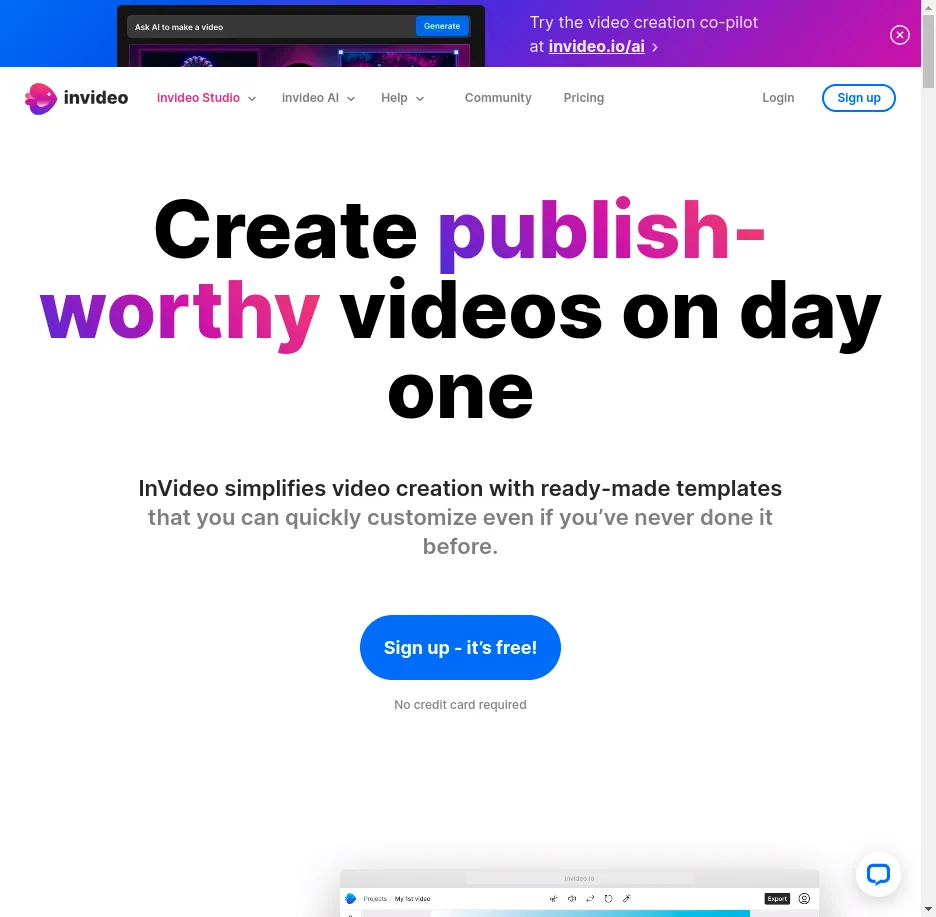 Ask AI to make a video
Generate
Try the video creation co-pilot
at invideo.io/ai
invideo
invideo Studio
invideo AI
Help
Community
Pricing
Login
Sign up
Create publish-
worthy videos on day
one
InVideo simplifies video creation with ready-made templates
that you can quickly customize even if you’ve never done it
before.
Sign up - it’s free!
No credit card required
invideo.io
Projects / My 1st video
Export